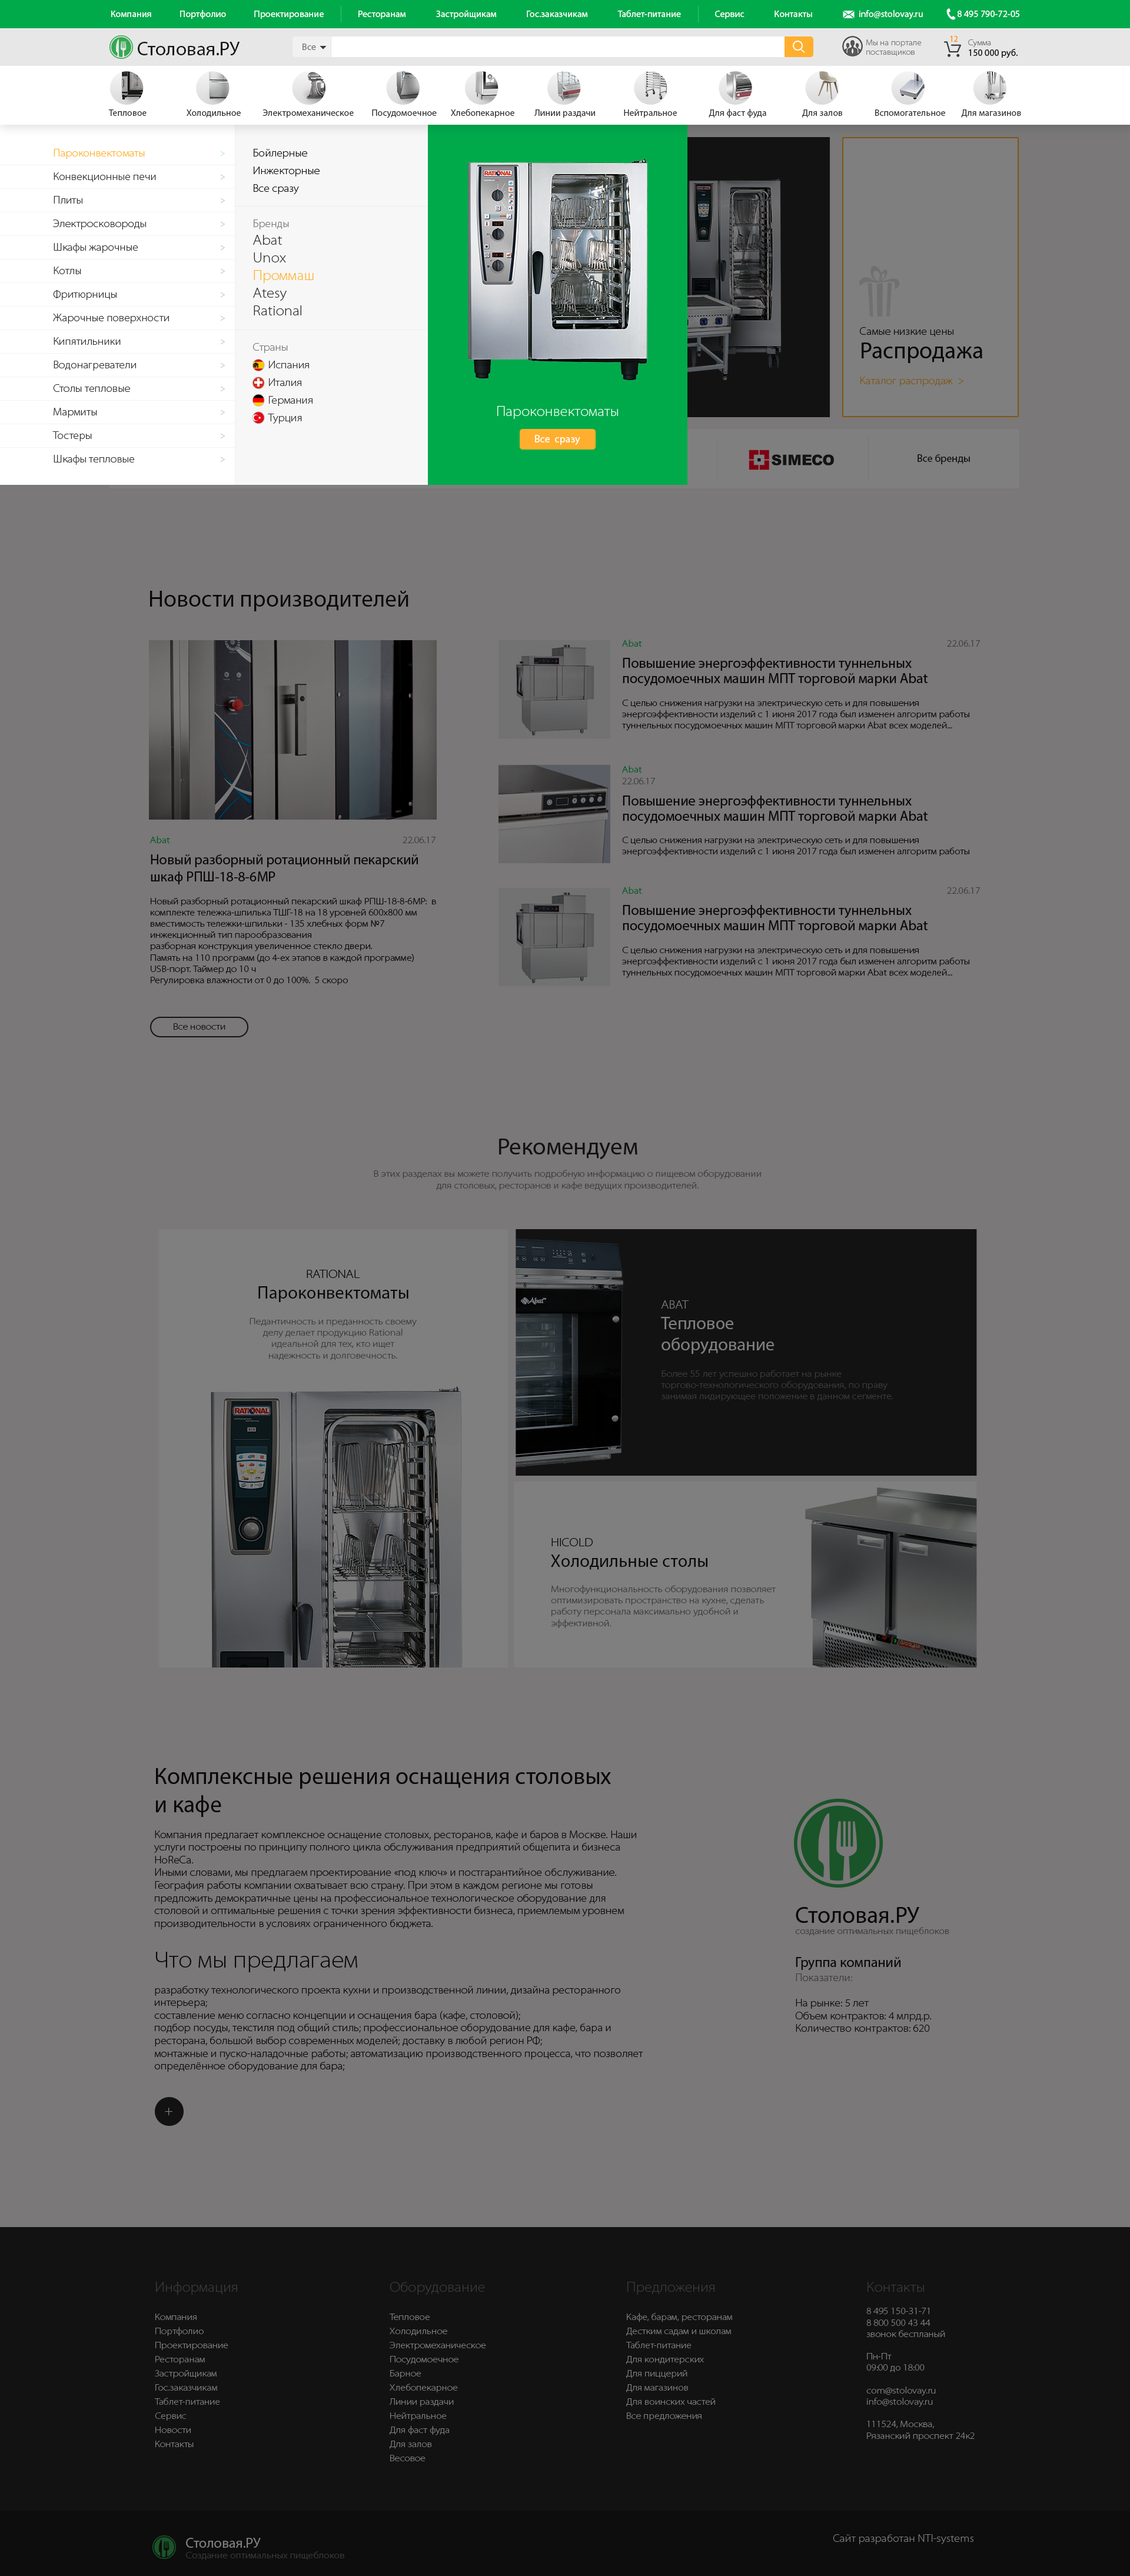 Компания Портфолио Проектирование Ресторанам Застройщикам Гос.заказчикам Таблет-питание Сервис Контакты info@stolovay.ru 8 495 790-72-05
Столовая.РУ
Все
Мы на портале
поставщиков
12
Сумма
150 000 руб.
Тепловое Холодильное Электромеханическое Посудомоечное Хлебопекарное Линии раздачи Нейтральное Для фаст фуда Для залов Вспомогательное Для магазинов
Пароконвектоматы >
Конвекционные печи >
Плиты >
Электросковороды >
Шкафы жарочные >
Котлы >
Фритюрницы >
Жарочные поверхности >
Кипятильники >
Водонагреватели >
Столы тепловые >
Мармиты >
Тостеры >
Шкафы тепловые >
Бойлерные
Инжекторные
Все сразу
Бренды
Abat
Unox
Проммаш
Atesy
Rational
Страны
Испания
Италия
Германия
Турция
RATIONAL
Пароконвектоматы
Все сразу
Самые низкие цены
Распродажа
Каталог распродаж >
SIMECO
Все бренды
Новости производителей
Abat 22.06.17
Новый разборный ротационный пекарский
шкаф РПШ-18-8-6МР
Новый разборный ротационный пекарский шкаф РПШ-18-8-6МР: в
комплекте тележка-шпилька ТШГ-18 на 18 уровней 600х800 мм
вместимость тележки-шпильки - 135 хлебных форм №7
инжекционный тип парообразования
разборная конструкция увеличенное стекло двери.
Память на 110 программ (до 4-ех этапов в каждой программе)
USB-порт. Таймер до 10 ч
Регулировка влажности от 0 до 100%. 5 скоро
Все новости
Abat 22.06.17
Повышение энергоэффективности туннельных
посудомоечных машин МПТ торговой марки Abat
С целью снижения нагрузки на электрическую сеть и для повышения
энергоэффективности изделий с 1 июня 2017 года был изменен алгоритм работы
туннельных посудомоечных машин МПТ торговой марки Abat всех моделей...
Abat
22.06.17
Повышение энергоэффективности туннельных
посудомоечных машин МПТ торговой марки Abat
С целью снижения нагрузки на электрическую сеть и для повышения
энергоэффективности изделий с 1 июня 2017 года был изменен алгоритм работы
Abat 22.06.17
Повышение энергоэффективности туннельных
посудомоечных машин МПТ торговой марки Abat
С целью снижения нагрузки на электрическую сеть и для повышения
энергоэффективности изделий с 1 июня 2017 года был изменен алгоритм работы
туннельных посудомоечных машин МПТ торговой марки Abat всех моделей...
Рекомендуем
В этих разделах вы можете получить подробную информацию о пищевом оборудовании
для столовых, ресторанов и кафе ведущих производителей.
RATIONAL
Пароконвектоматы
Педантичность и преданность своему
делу делает продукцию Rational
идеальной для тех, кто ищет
надежность и долговечность.
RATIONAL
Abat
ABAT
Тепловое
оборудование
Более 55 лет успешно работает на рынке
торгово-технологического оборудования, по праву
занимая лидирующее положение в данном сегменте.
HICOLD
Холодильные столы
Многофункциональность оборудования позволяет
оптимизировать пространство на кухне, сделать
работу персонала максимально удобной и
эффективной.
Комплексные решения оснащения столовых
и кафе
Компания предлагает комплексное оснащение столовых, ресторанов, кафе и баров в Москве. Наши
услуги построены по принципу полного цикла обслуживания предприятий общепита и бизнеса
HoReCa.
Иными словами, мы предлагаем проектирование «под ключ» и постгарантийное обслуживание.
География работы компании охватывает всю страну. При этом в каждом регионе мы готовы
предложить демократичные цены на профессиональное технологическое оборудование для
столовой и оптимальные решения с точки зрения эффективности бизнеса, приемлемым уровнем
производительности в условиях ограниченного бюджета.
Что мы предлагаем
разработку технологического проекта кухни и производственной линии, дизайна ресторанного
интерьера;
составление меню согласно концепции и оснащения бара (кафе, столовой);
подбор посуды, текстиля под общий стиль; профессиональное оборудование для кафе, бара и
ресторана, большой выбор современных моделей; доставку в любой регион РФ;
монтажные и пуско-наладочные работы; автоматизацию производственного процесса, что позволяет
определённое оборудование для бара;
+
Столовая.РУ
создание оптимальных пищеблоков
Группа компаний
Показатели:
На рынке: 5 лет
Объем контрактов: 4 млрд.р.
Количество контрактов: 620
Информация
Компания
Портфолио
Проектирование
Ресторанам
Застройщикам
Гос.заказчикам
Таблет-питание
Сервис
Новости
Контакты
Оборудование
Тепловое
Холодильное
Электромеханическое
Посудомоечное
Барное
Хлебопекарное
Линии раздачи
Нейтральное
Для фаст фуда
Для залов
Весовое
Предложения
Кафе, барам, ресторанам
Дестким садам и школам
Таблет-питание
Для кондитерских
Для пиццерий
Для магазинов
Для воинских частей
Все предложения
Контакты
8 495 150-31-71
8 800 500 43 44
звонок беспланый
Пн-Пт
09:00 до 18:00
com@stolovay.ru
info@stolovay.ru
111524, Москва,
Рязанский проспект 24к2
Столовая.РУ
Создание оптимальных пищеблоков
Сайт разработан NTI-systems